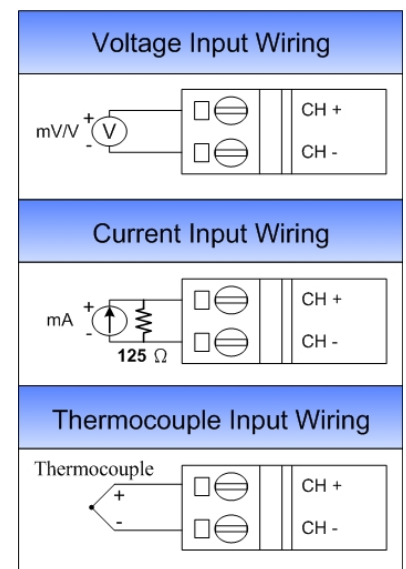 Voltage Input Wiring
mV/V
+
V
-
CH +
CH -
Current Input Wiring
mA
+
-
125 Ω
CH +
CH -
Thermocouple Input Wiring
Thermocouple
+
-
CH +
CH -